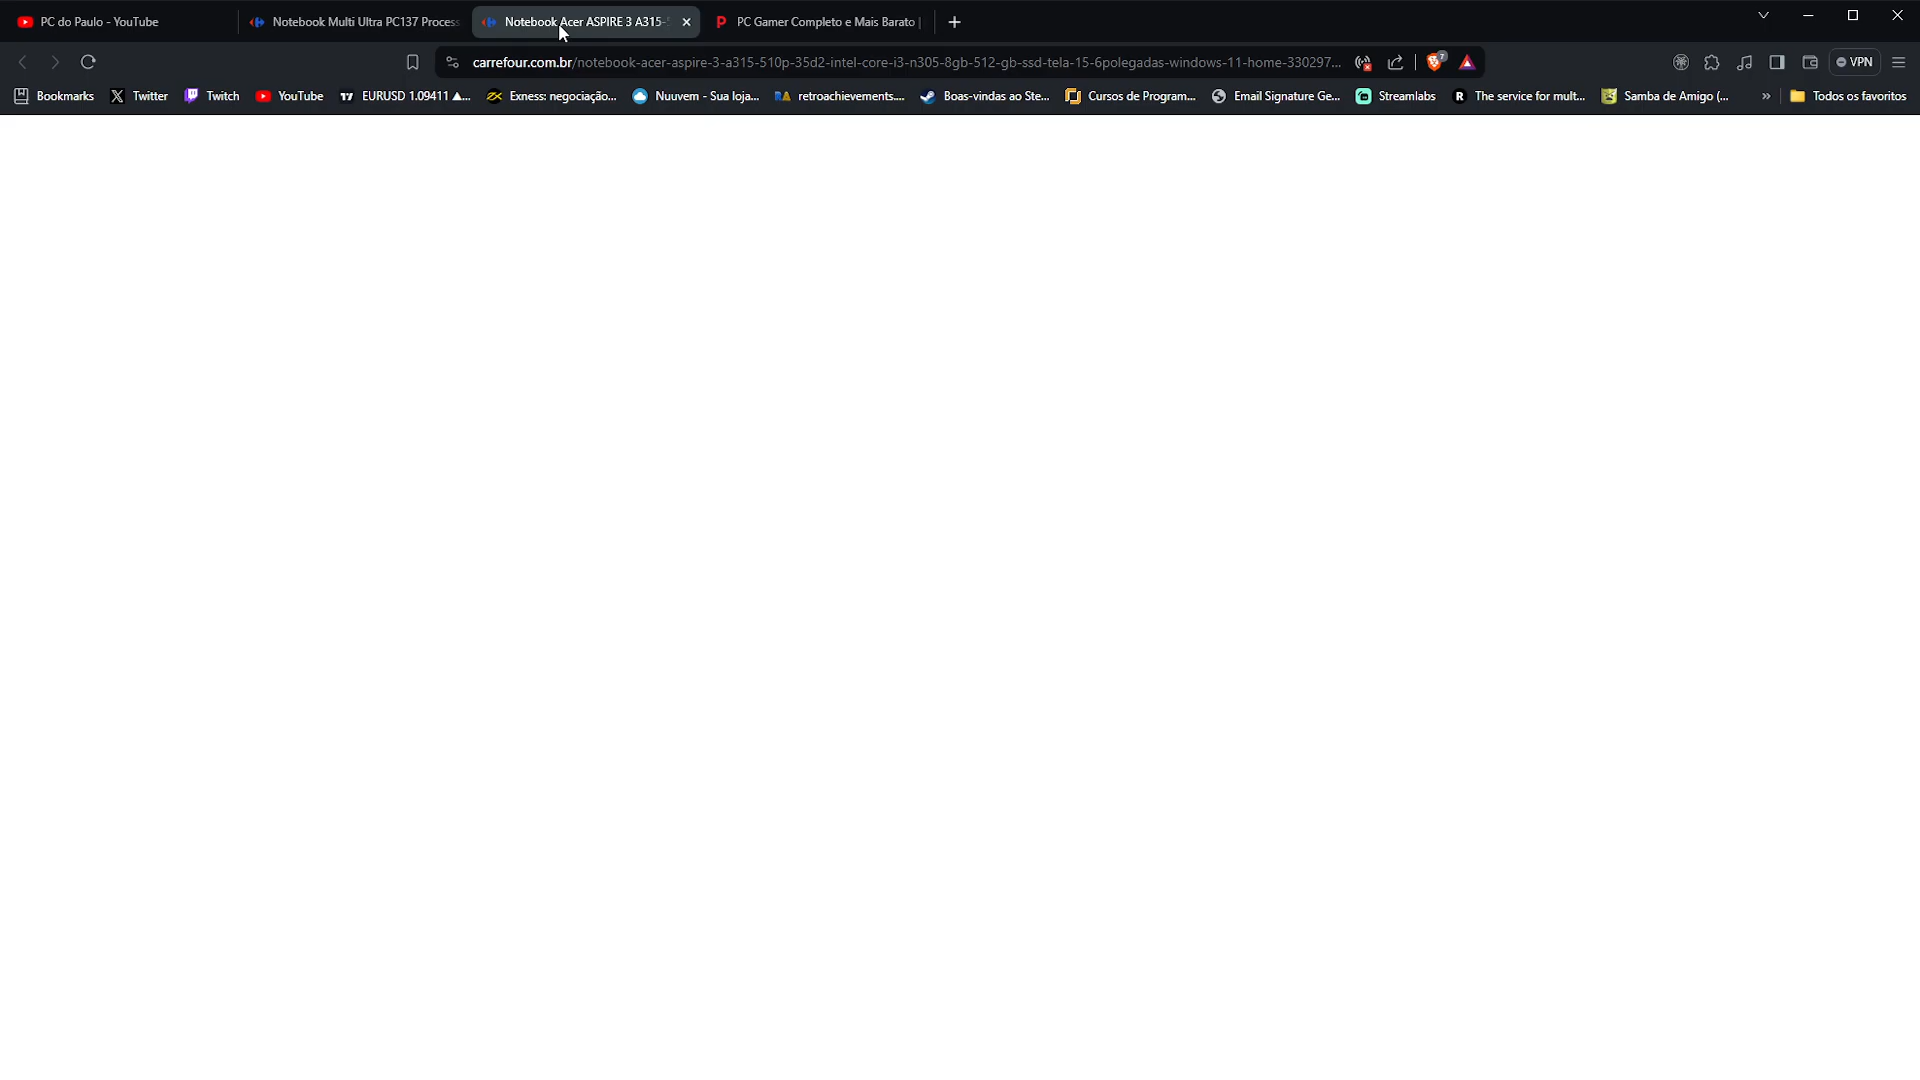 PC do Paulo - YouTube
Notebook Multi Ultra PC137 Process
Notebook Acer ASPIRE 3 A315-5
PC Gamer Completo e Mais Barato |
carrefour.com.br/notebook-acer-aspire-3-a315-510p-35d2-intel-core-i3-n305-8gb-512-gb-ssd-tela-15-6polegadas-windows-11-home-330297...
7
VPN
Bookmarks
Twitter
Twitch
YouTube
EURUSD 1.09411 ▲...
Exness: negociação...
Nuuvem - Sua loja...
retroachievements....
Boas-vindas ao Ste...
Cursos de Program...
Email Signature Ge...
Streamlabs
The service for mult...
Samba de Amigo (...
»
Todos os favoritos